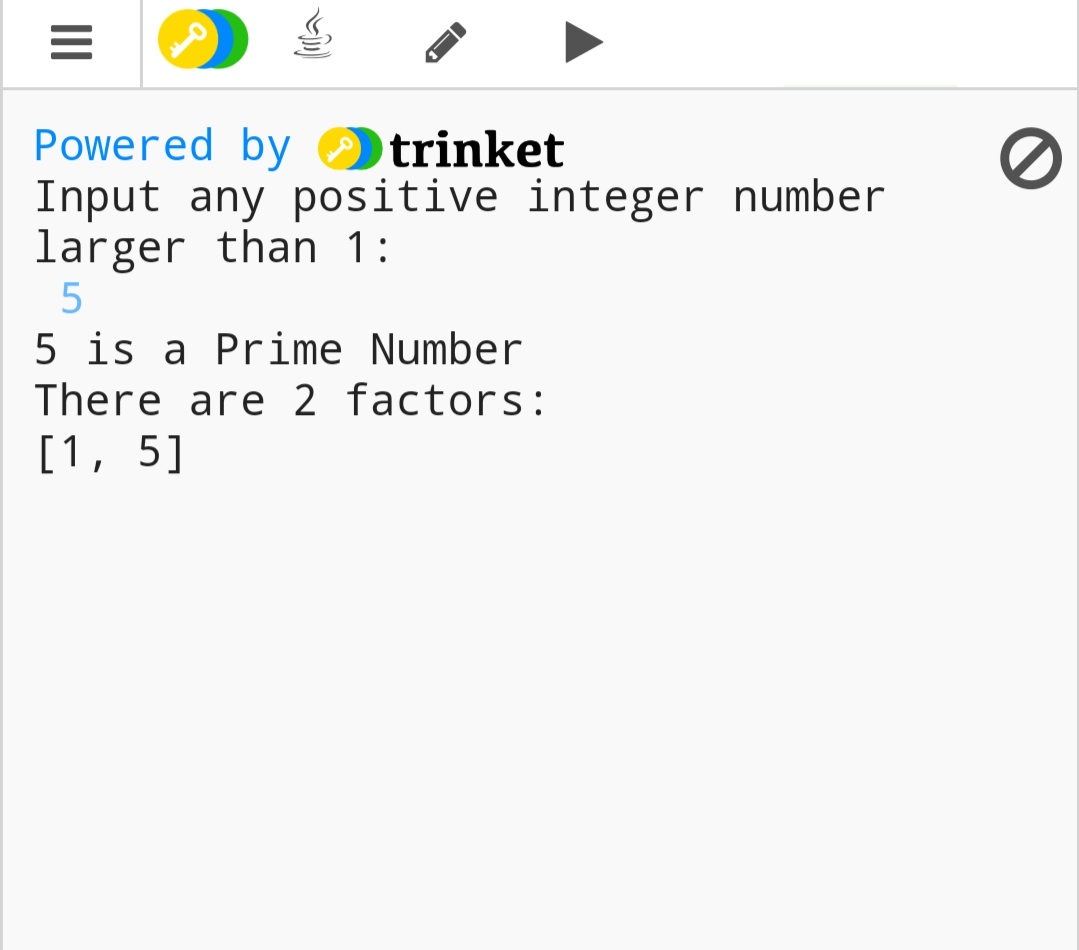 Powered by trinket
Input any positive integer number
larger than 1:
5
5 is a Prime Number
There are 2 factors:
[1, 5]